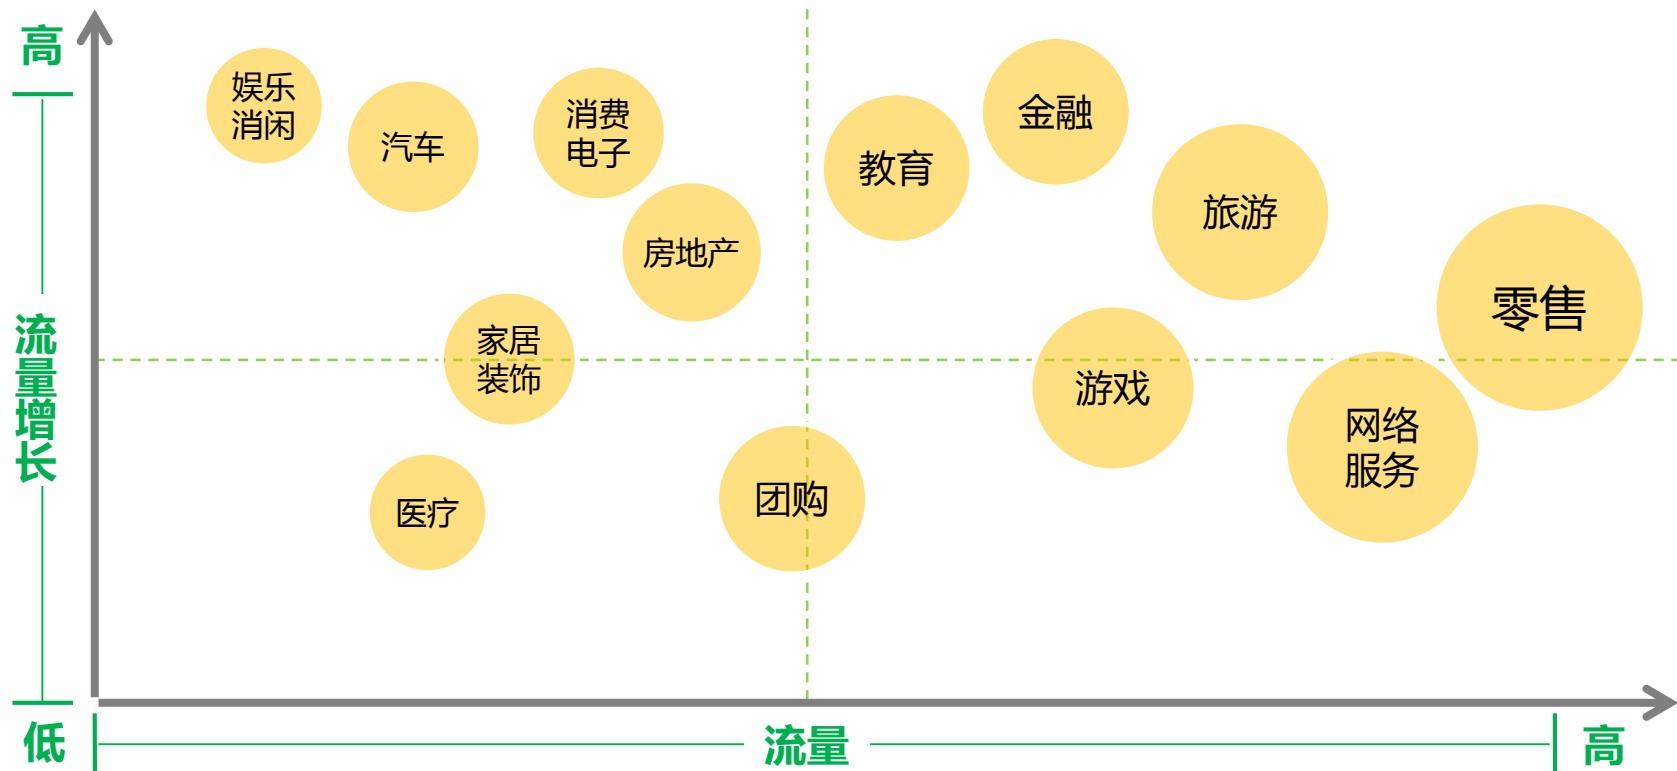 高
娱乐
消闲
汽车
消费
电子
房地产
家居
装饰
医疗
团购
教育
金融
旅游
零售
游戏
网络
服务
流量增长
低
流量
高